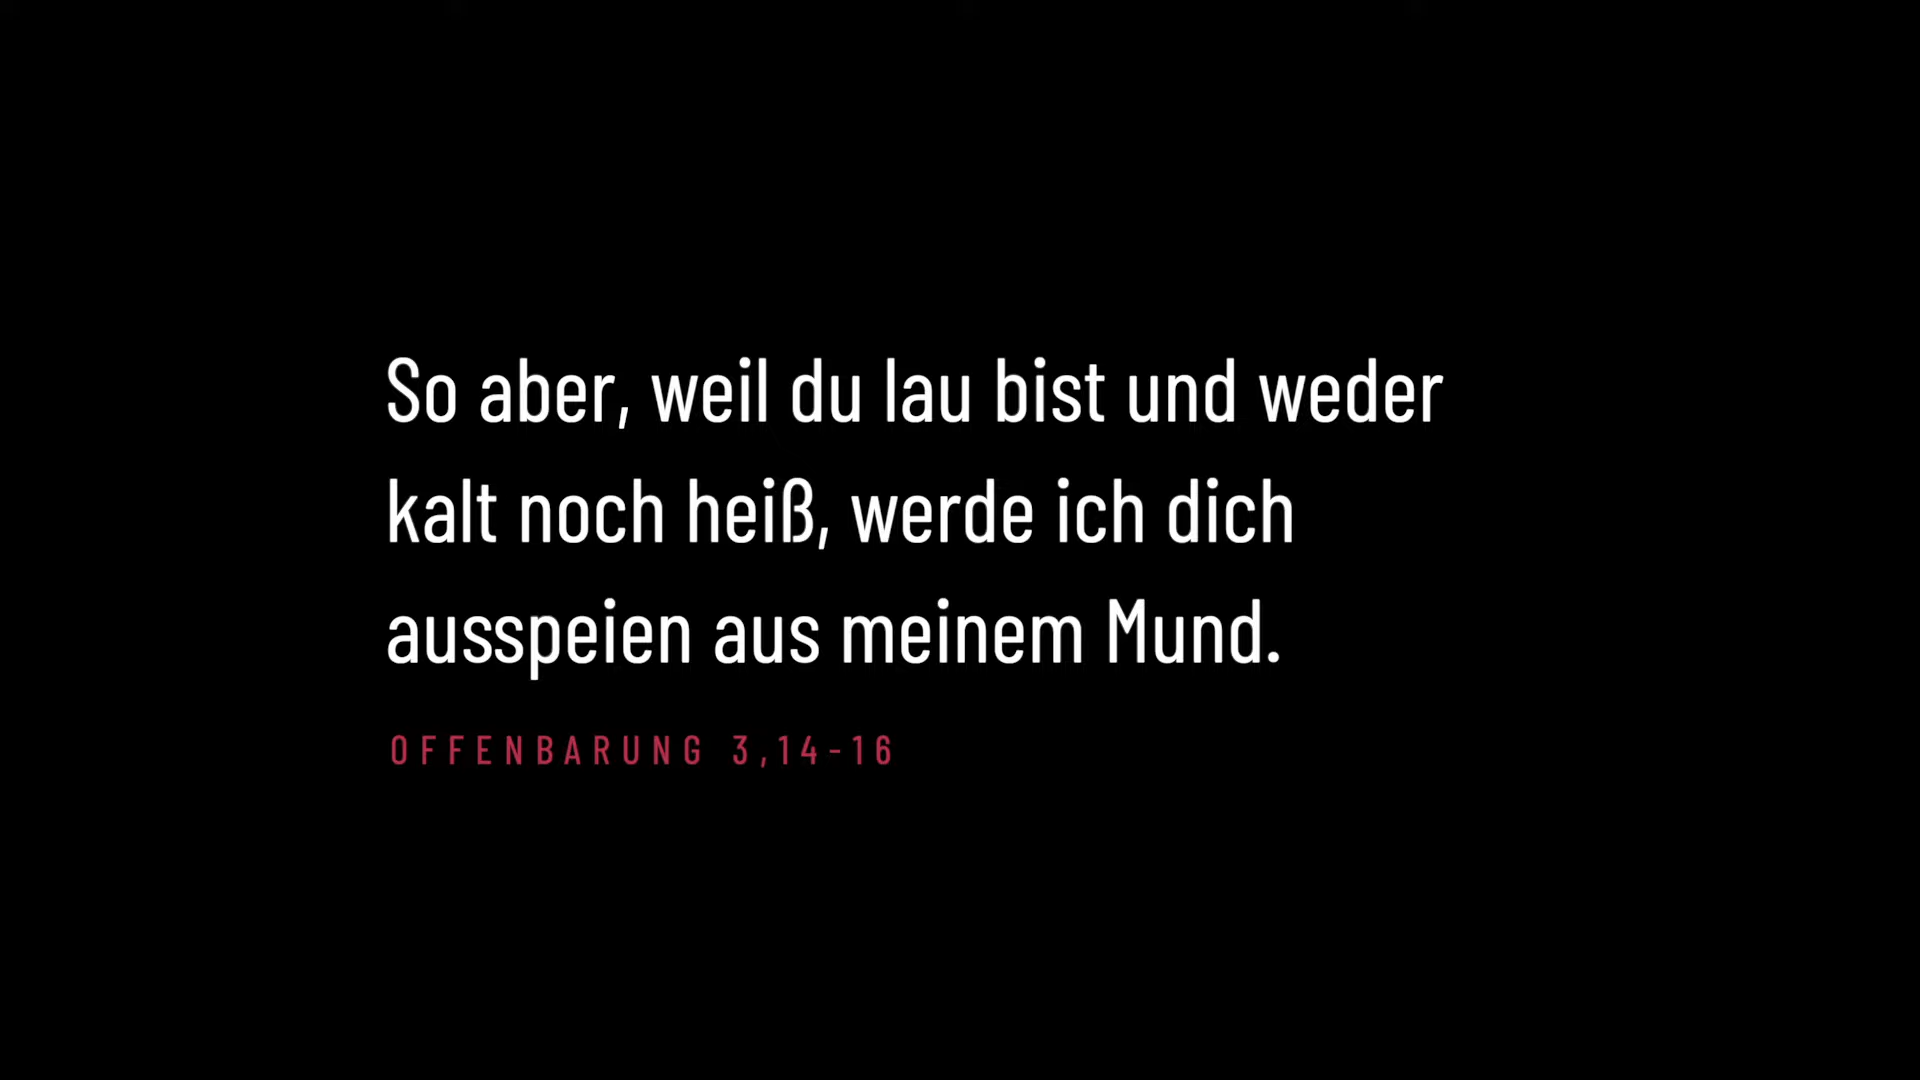 So aber, weil du lau bist und weder
kalt noch heiß, werde ich dich
ausspeien aus meinem Mund.
OFFENBARUNG 3,14-16